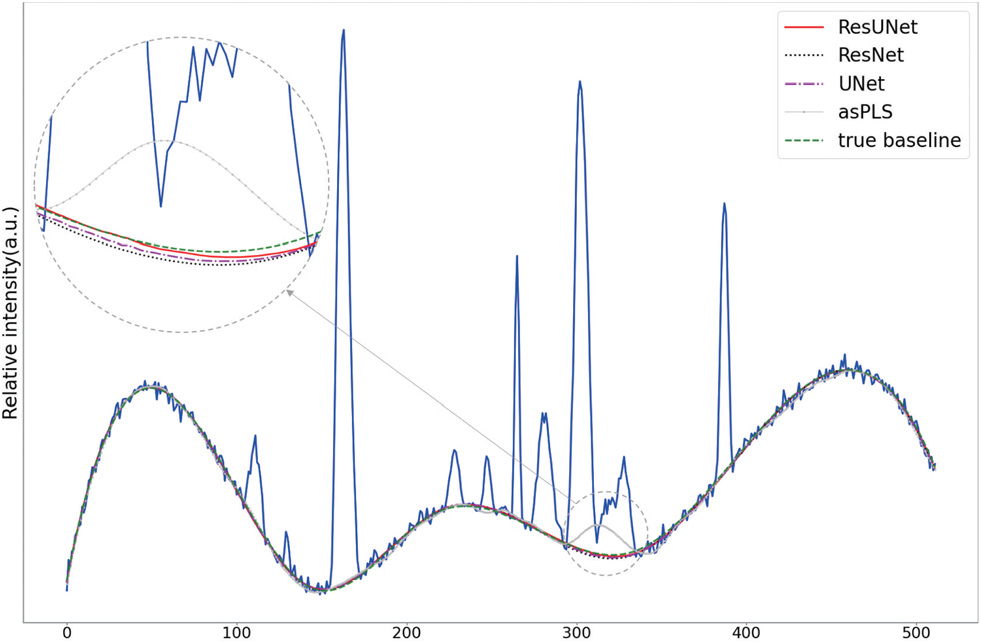 ResUNet
ResNet
UNet
asPLS
true baseline
Relative intensity(a.u.)
0 100 200 300 400 500